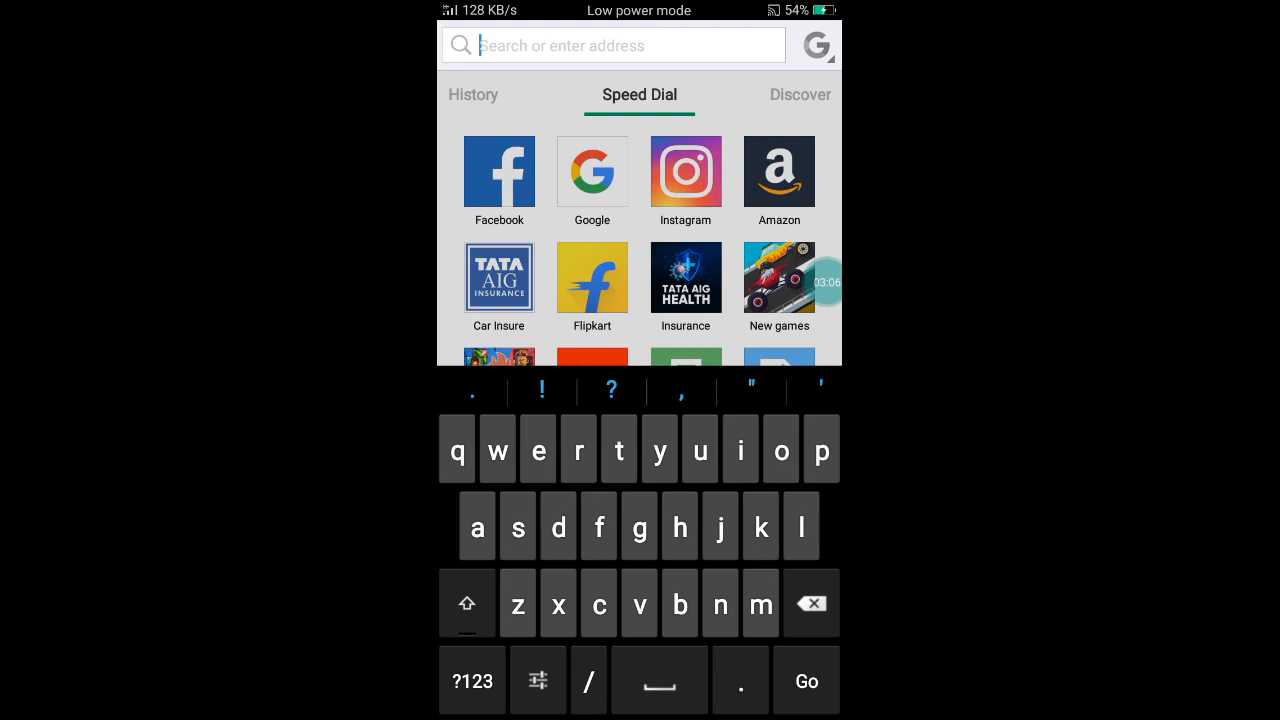 128 KB/s Low power mode 54%
Search or enter address
History Speed Dial Discover
Facebook Google Instagram Amazon
TATA AIG INSURANCE
TATA AIG HEALTH
03:06
Car Insure Flipkart Insurance New games
. ! ? , " '
q w e r t y u i o p
a s d f g h j k l
z x c v b n m
?123 / . Go